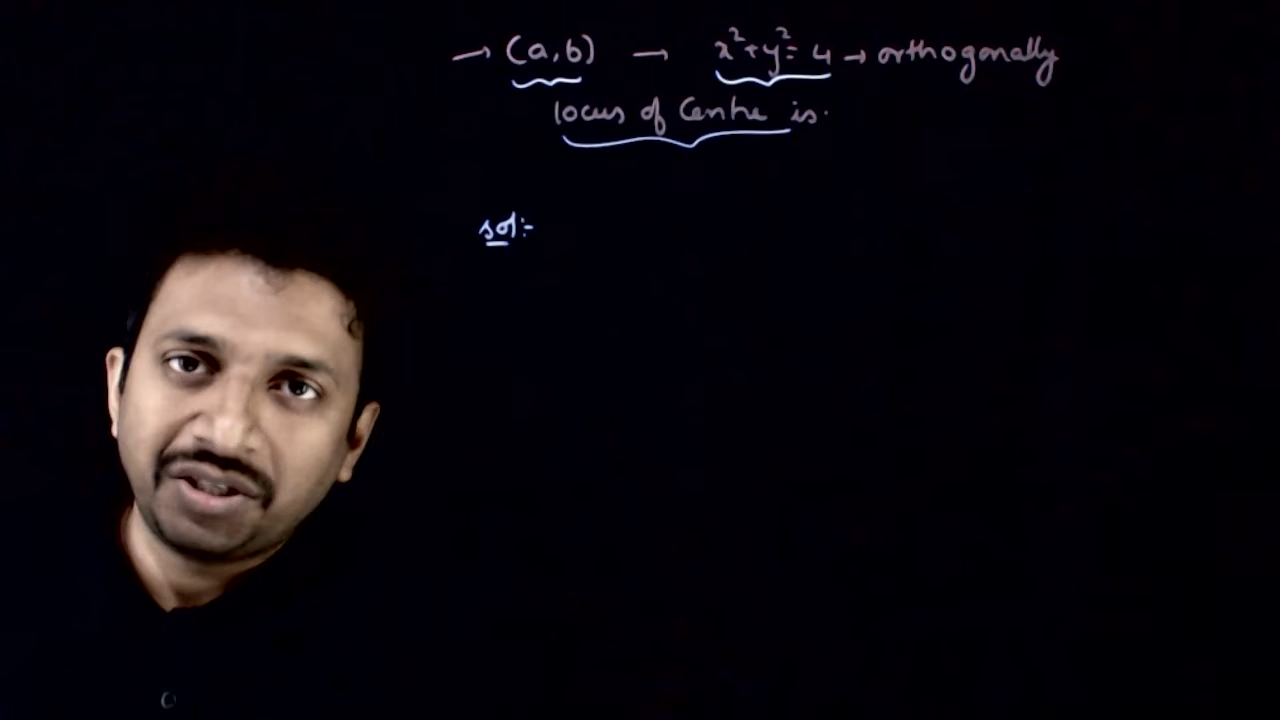 → (a,b) → x²+y²=4 → orthogonally
locus of Centre is.
sol:-